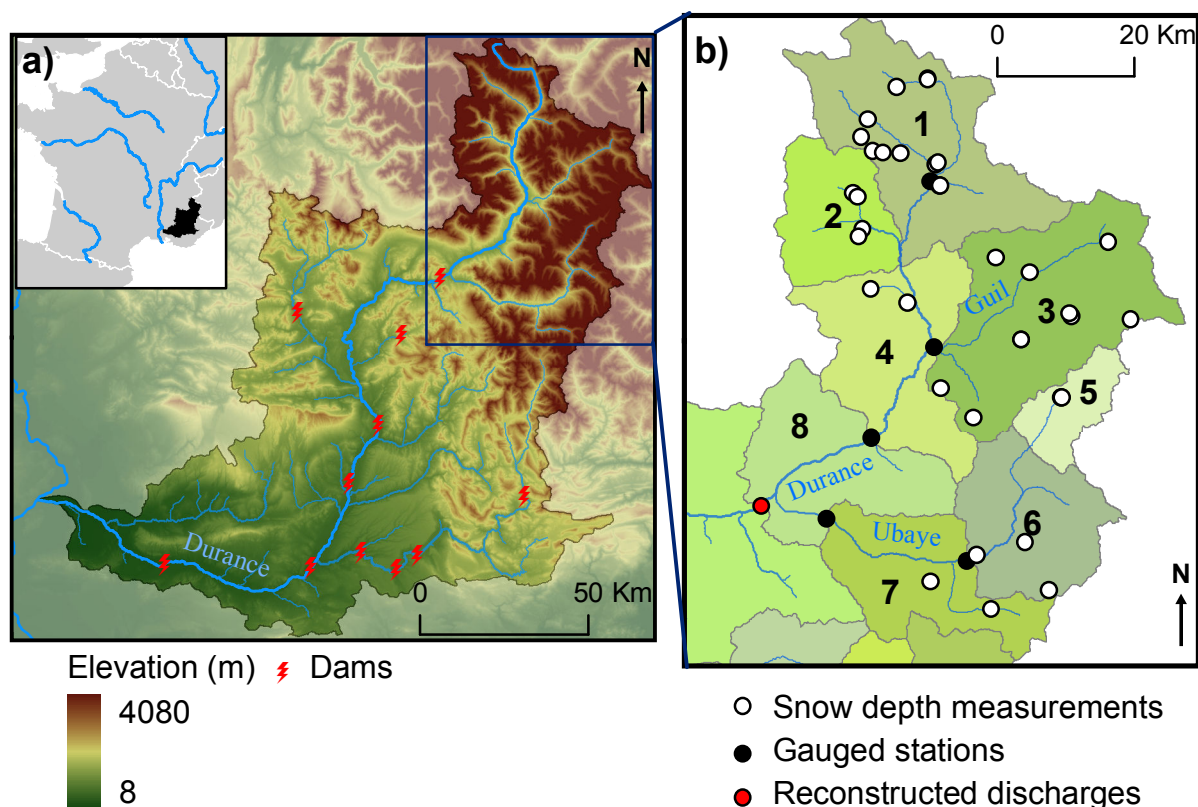 a)
N
Durance
0 50 Km
Elevation (m) Dams
4080
8
b)
0 20 Km
1
2
Guil
3
4
5
8
Durance
Ubaye
6
7
N
Snow depth measurements
Gauged stations
Reconstructed discharges